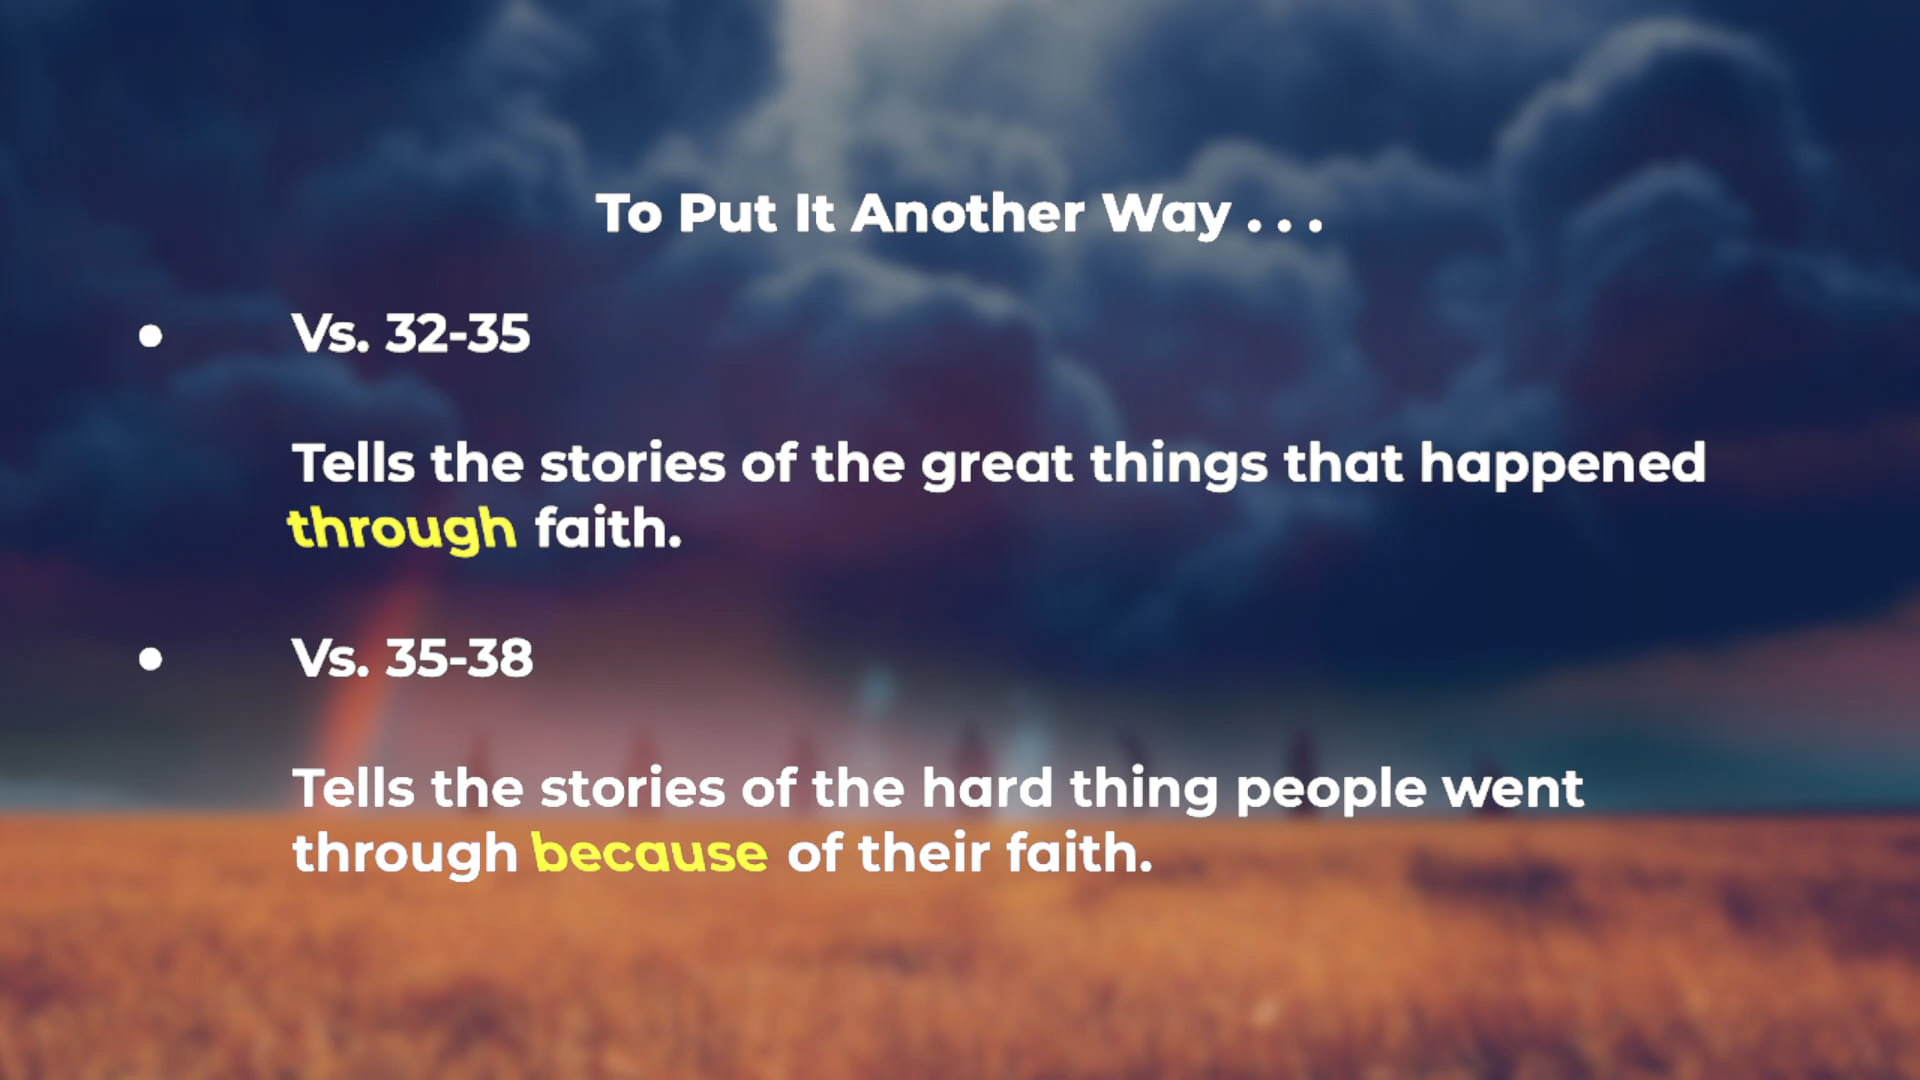 To Put It Another Way . . .
• Vs. 32-35
Tells the stories of the great things that happened
through faith.
• Vs. 35-38
Tells the stories of the hard thing people went
through because of their faith.